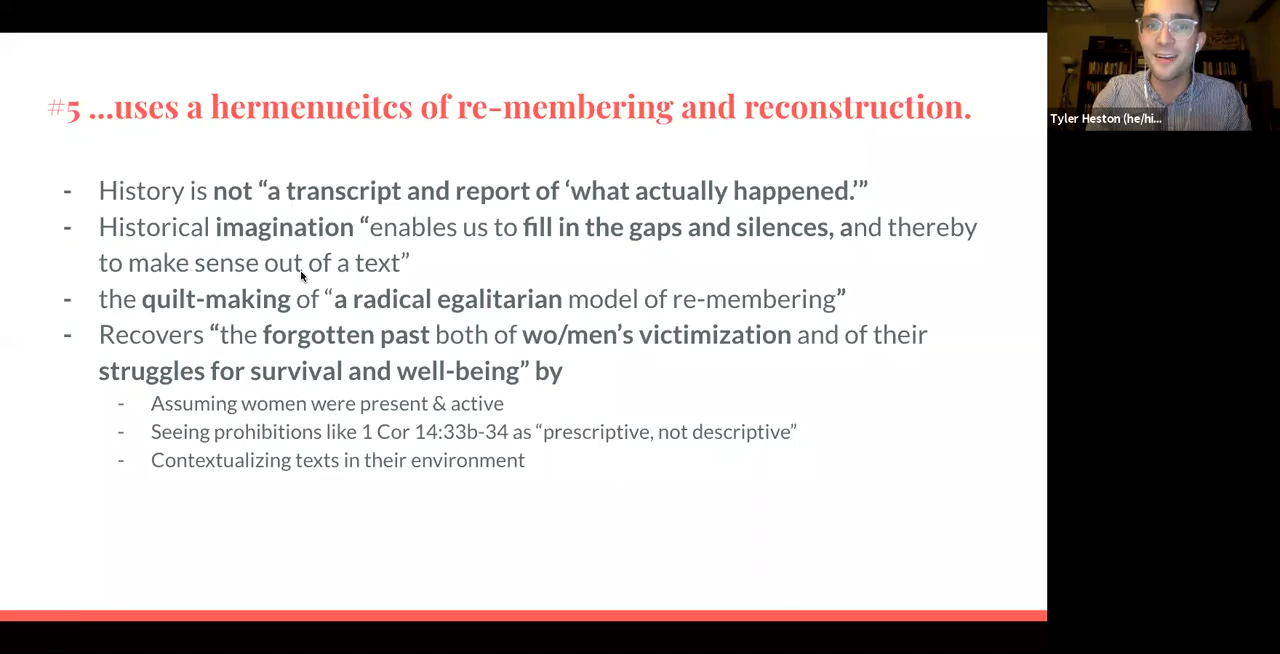 #5 ...uses a hermenueitcs of re-membering and reconstruction.
- History is not “a transcript and report of ‘what actually happened.’”
- Historical imagination “enables us to fill in the gaps and silences, and thereby
to make sense out of a text”
- the quilt-making of “a radical egalitarian model of re-membering”
- Recovers “the forgotten past both of wo/men’s victimization and of their
struggles for survival and well-being” by
- Assuming women were present & active
- Seeing prohibitions like 1 Cor 14:33b-34 as “prescriptive, not descriptive”
- Contextualizing texts in their environment
Tyler Heston (he/hi...